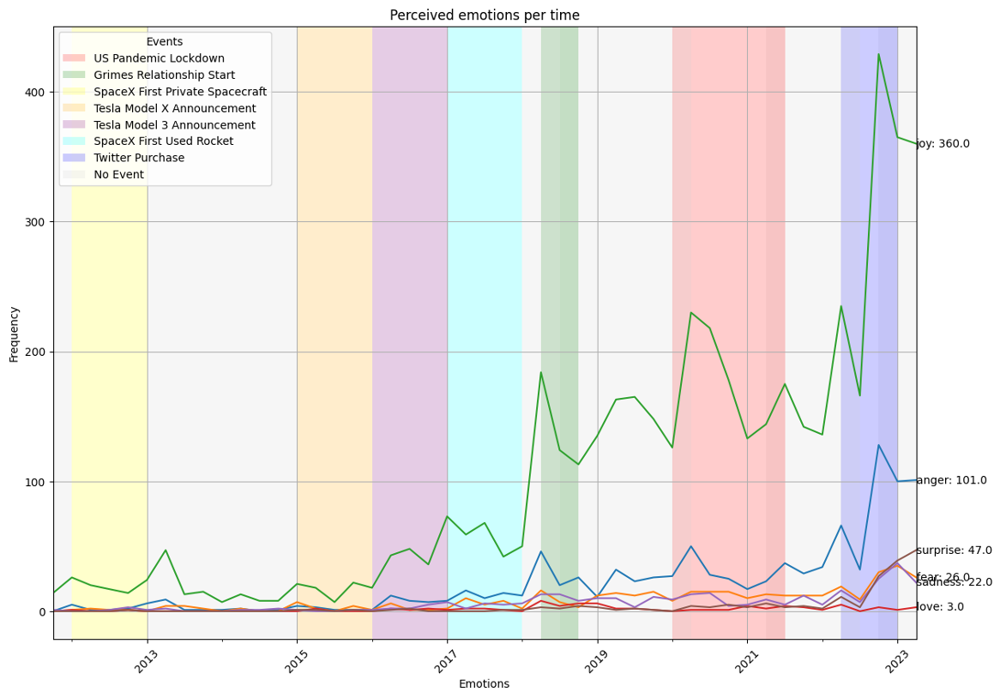 Perceived emotions per time
Events
US Pandemic Lockdown
Grimes Relationship Start
SpaceX First Private Spacecraft
Tesla Model X Announcement
Tesla Model 3 Announcement
SpaceX First Used Rocket
Twitter Purchase
No Event
Frequency
400
300
200
100
0
joy: 360.0
anger: 101.0
surprise: 47.0
fear: 26.0
sadness: 22.0
love: 3.0
2013
2015
2017
2019
2021
2023
Emotions